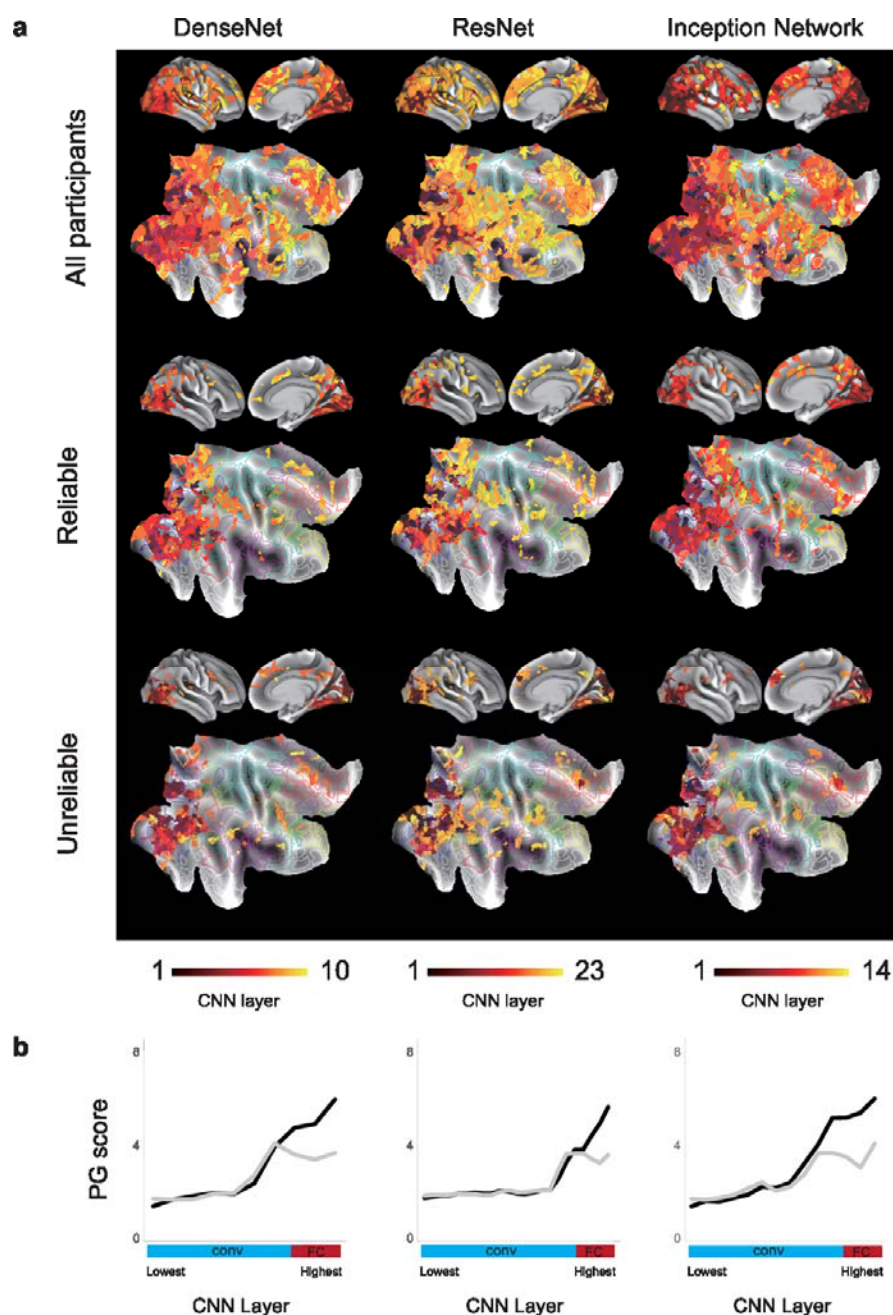 a
DenseNet
ResNet
Inception Network
All participants
Reliable
Unreliable
1 10
CNN layer
1 23
CNN layer
1 14
CNN layer
b
PG score
8
4
0
conv FC
Lowest Highest
CNN Layer
8
4
0
conv FC
Lowest Highest
CNN Layer
8
4
0
conv FC
Lowest Highest
CNN Layer